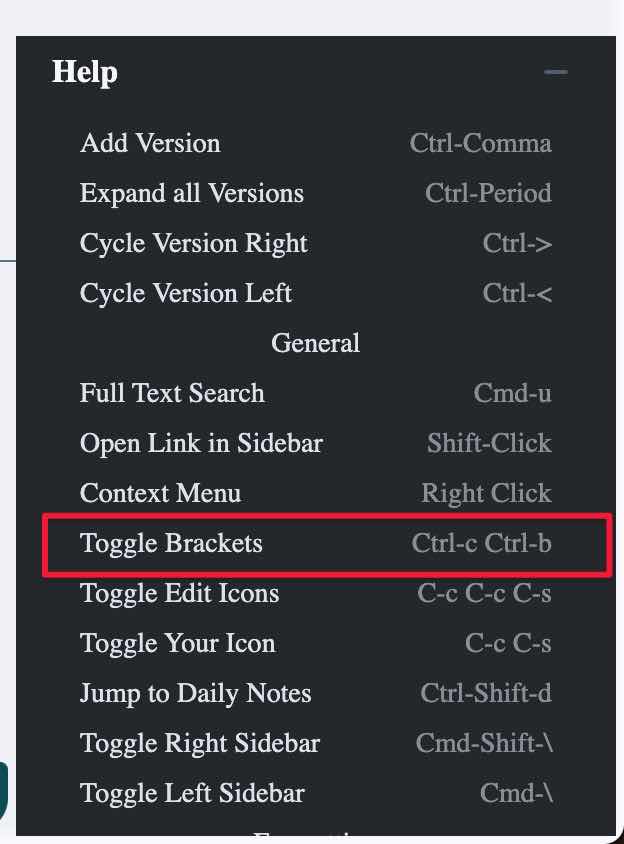 Help
Add Version Ctrl-Comma
Expand all Versions Ctrl-Period
Cycle Version Right Ctrl->
Cycle Version Left Ctrl-<
General
Full Text Search Cmd-u
Open Link in Sidebar Shift-Click
Context Menu Right Click
Toggle Brackets Ctrl-c Ctrl-b
Toggle Edit Icons C-c C-c C-s
Toggle Your Icon C-c C-s
Jump to Daily Notes Ctrl-Shift-d
Toggle Right Sidebar Cmd-Shift-\
Toggle Left Sidebar Cmd-\